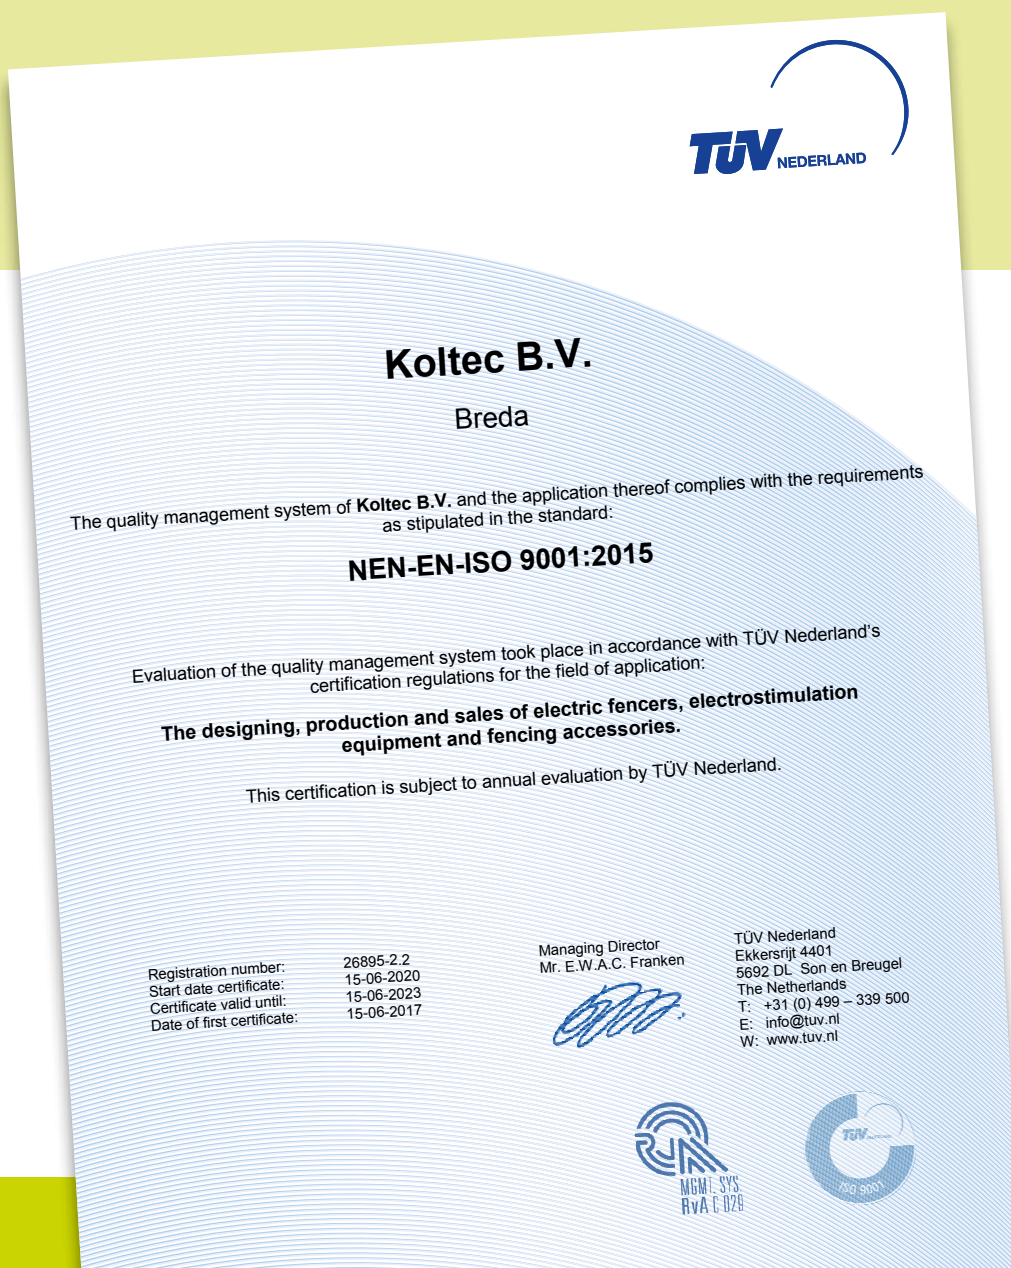 TÜV NEDERLAND
Koltec B.V.
Breda
The quality management system of Koltec B.V. and the application thereof complies with the requirements
as stipulated in the standard:
NEN-EN-ISO 9001:2015
Evaluation of the quality management system took place in accordance with TÜV Nederland's
certification regulations for the field of application:
The designing, production and sales of electric fencers, electrostimulation
equipment and fencing accessories.
This certification is subject to annual evaluation by TÜV Nederland.
Registration number: 26895-2.2
Start date certificate: 15-06-2020
Certificate valid until: 15-06-2023
Date of first certificate: 15-06-2017
Managing Director
Mr. E.W.A.C. Franken
TÜV Nederland
Ekkersrijt 4401
5692 DL Son en Breugel
The Netherlands
T: +31 (0) 499 – 339 500
E: info@tuv.nl
W: www.tuv.nl
RvA
MGMT. SYS.
RvA C 029
TÜV NEDERLAND
ISO 9001